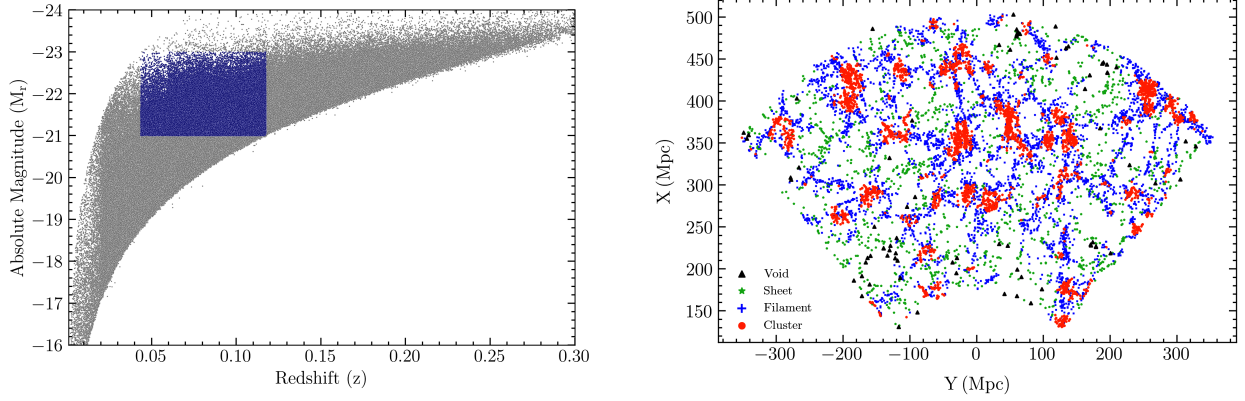 −24
−23
−22
−21
−20
−19
−18
−17
−16
0.05 0.10 0.15 0.20 0.25 0.30
Absolute Magnitude (Mr)
Redshift (z)
500
450
400
350
300
250
200
150
−300 −200 −100 0 100 200 300
X (Mpc)
Y (Mpc)
Void
Sheet
Filament
Cluster